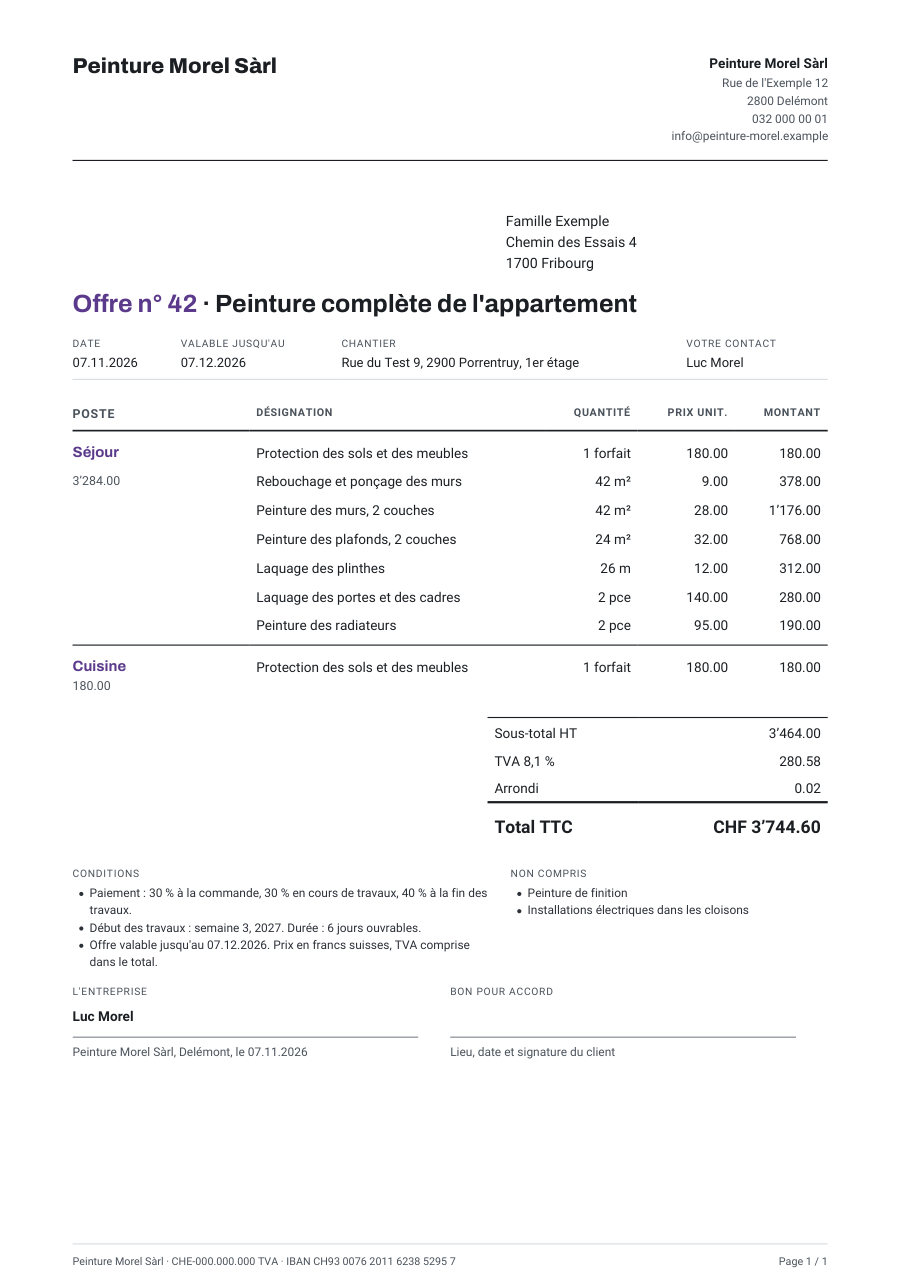 Peinture Morel Sàrl
Peinture Morel Sàrl
Rue de l'Exemple 12
2800 Delémont
032 000 00 01
info@peinture-morel.example
Famille Exemple
Chemin des Essais 4
1700 Fribourg
Offre n° 42 · Peinture complète de l'appartement
DATE VALABLE JUSQU'AU CHANTIER VOTRE CONTACT
07.11.2026 07.12.2026 Rue du Test 9, 2900 Porrentruy, 1er étage Luc Morel
POSTE DÉSIGNATION QUANTITÉ PRIX UNIT. MONTANT
Séjour Protection des sols et des meubles 1 forfait 180.00 180.00
3’284.00 Rebouchage et ponçage des murs 42 m² 9.00 378.00
Peinture des murs, 2 couches 42 m² 28.00 1’176.00
Peinture des plafonds, 2 couches 24 m² 32.00 768.00
Laquage des plinthes 26 m 12.00 312.00
Laquage des portes et des cadres 2 pce 140.00 280.00
Peinture des radiateurs 2 pce 95.00 190.00
Cuisine Protection des sols et des meubles 1 forfait 180.00 180.00
180.00
Sous-total HT 3’464.00
TVA 8,1 % 280.58
Arrondi 0.02
Total TTC CHF 3’744.60
CONDITIONS
• Paiement : 30 % à la commande, 30 % en cours de travaux, 40 % à la fin des
travaux.
• Début des travaux : semaine 3, 2027. Durée : 6 jours ouvrables.
• Offre valable jusqu'au 07.12.2026. Prix en francs suisses, TVA comprise
dans le total.
NON COMPRIS
• Peinture de finition
• Installations électriques dans les cloisons
L'ENTREPRISE
Luc Morel
Peinture Morel Sàrl, Delémont, le 07.11.2026
BON POUR ACCORD
Lieu, date et signature du client
Peinture Morel Sàrl · CHE-000.000.000 TVA · IBAN CH93 0076 2011 6238 5295 7 Page 1 / 1